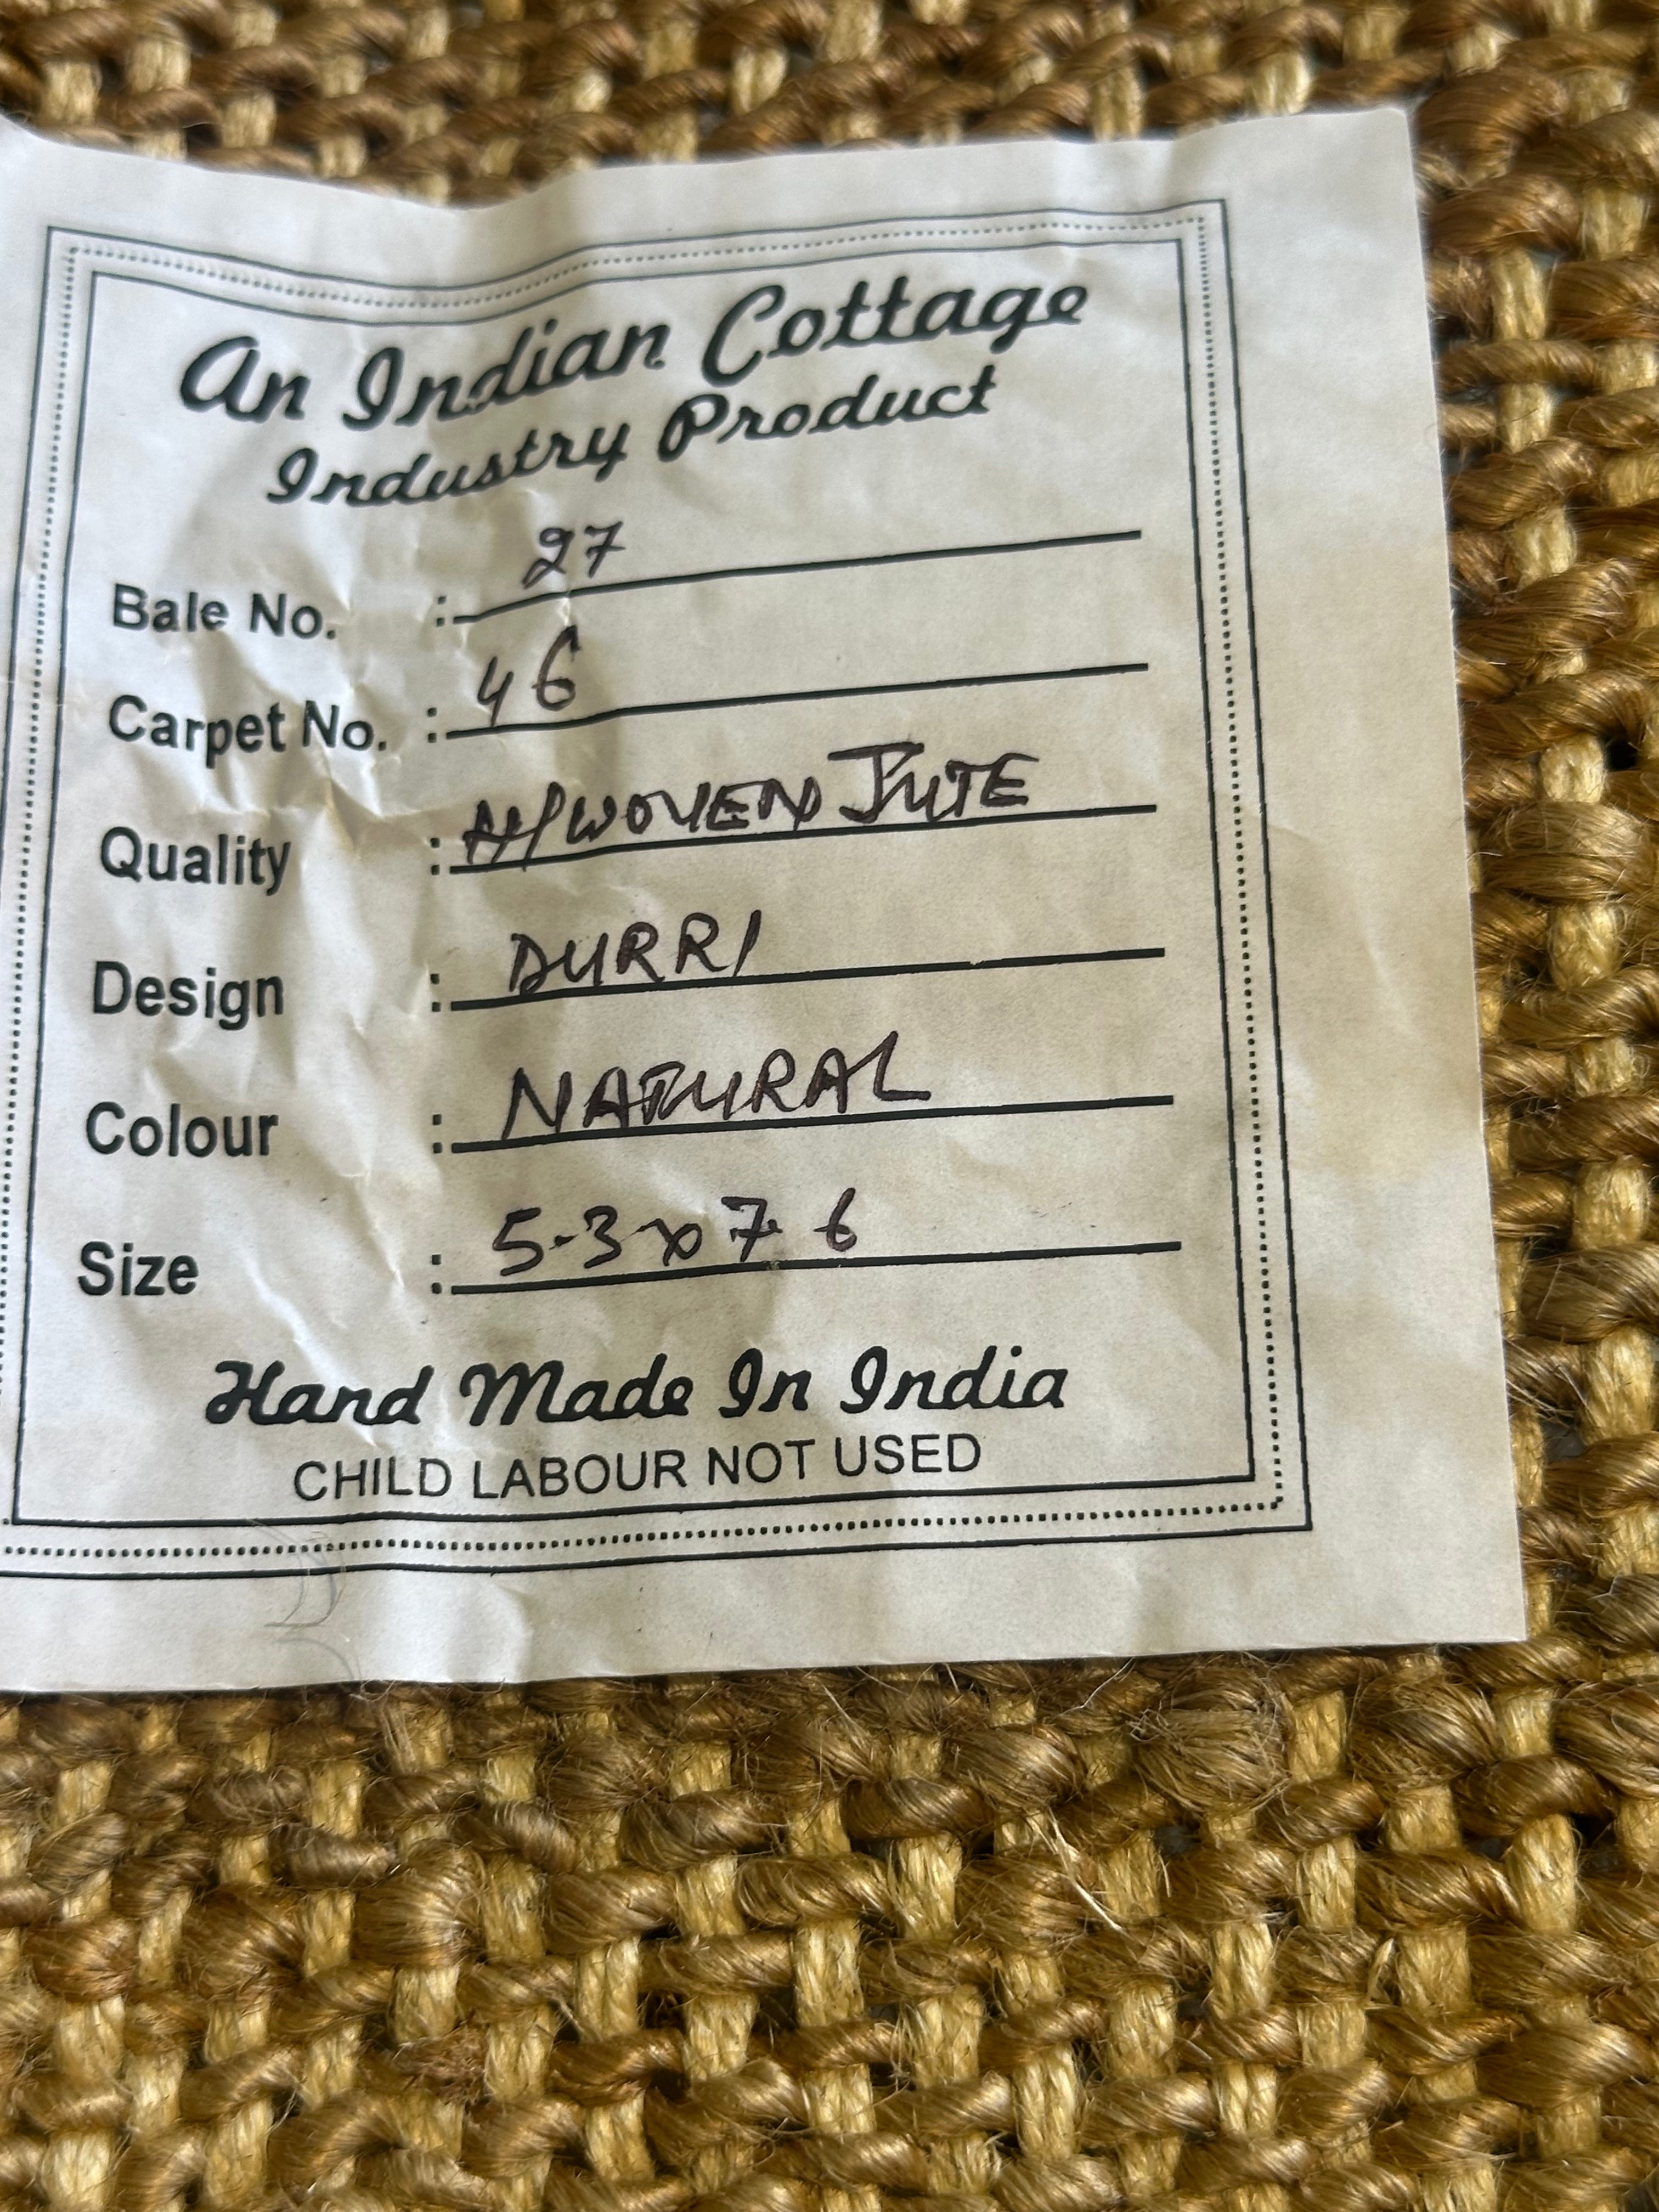 An Indian Cottage
Industry Product
Bale No. : 27
Carpet No. : 46
Quality : H/WOVEN JUTE
Design : DURRI
Colour : NATURAL
Size : 5-3x7.6
Hand Made In India
CHILD LABOUR NOT USED